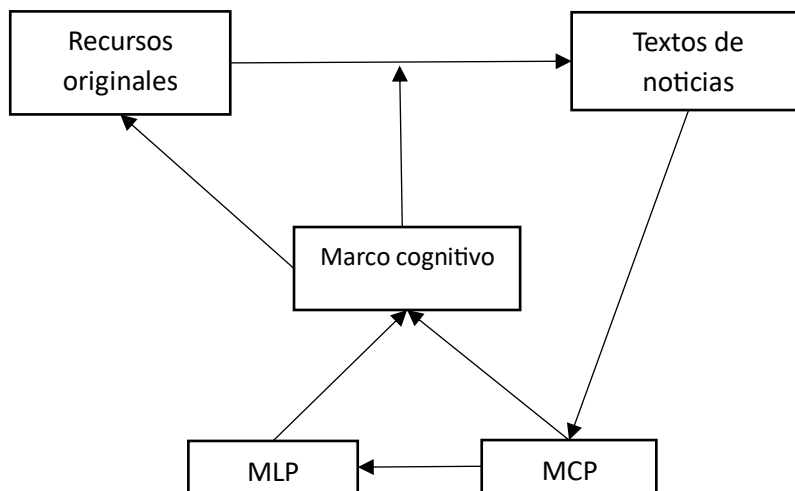 Recursos
originales
Textos de
noticias
Marco cognitivo
MLP
MCP